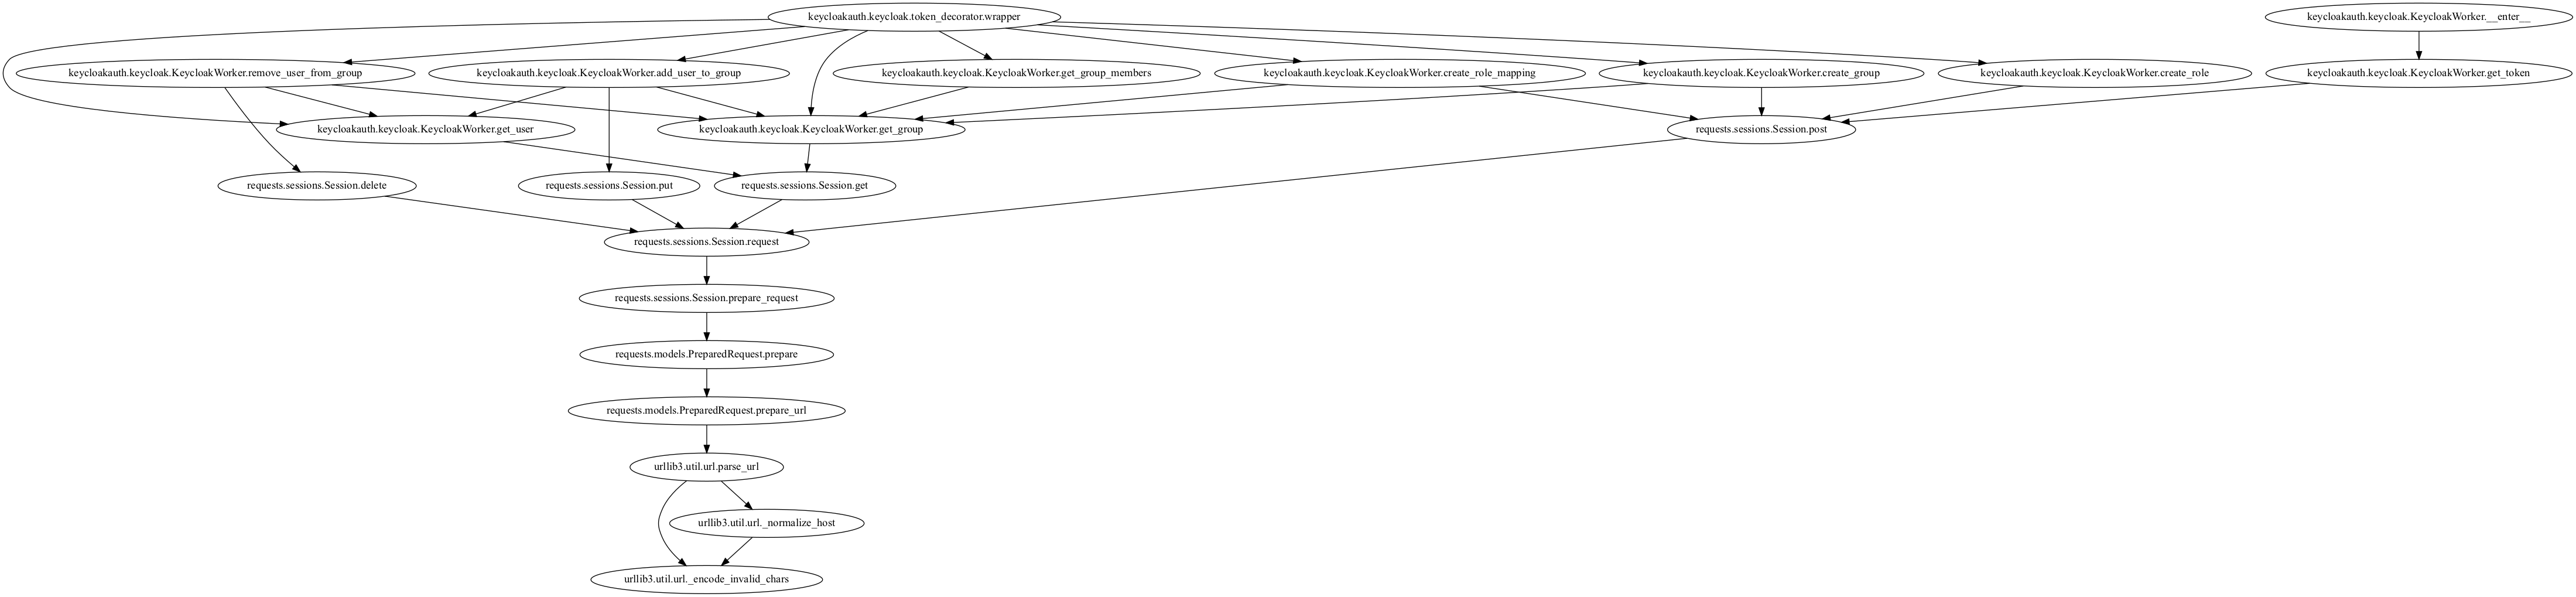 keycloakauth.keycloak.token_decorator.wrapper
keycloakauth.keycloak.KeycloakWorker.__enter__
keycloakauth.keycloak.KeycloakWorker.remove_user_from_group
keycloakauth.keycloak.KeycloakWorker.add_user_to_group
keycloakauth.keycloak.KeycloakWorker.get_group_members
keycloakauth.keycloak.KeycloakWorker.create_role_mapping
keycloakauth.keycloak.KeycloakWorker.create_group
keycloakauth.keycloak.KeycloakWorker.create_role
keycloakauth.keycloak.KeycloakWorker.get_token
keycloakauth.keycloak.KeycloakWorker.get_user
keycloakauth.keycloak.KeycloakWorker.get_group
requests.sessions.Session.post
requests.sessions.Session.delete
requests.sessions.Session.put
requests.sessions.Session.get
requests.sessions.Session.request
requests.sessions.Session.prepare_request
requests.models.PreparedRequest.prepare
requests.models.PreparedRequest.prepare_url
urllib3.util.url.parse_url
urllib3.util.url._normalize_host
urllib3.util.url._encode_invalid_chars